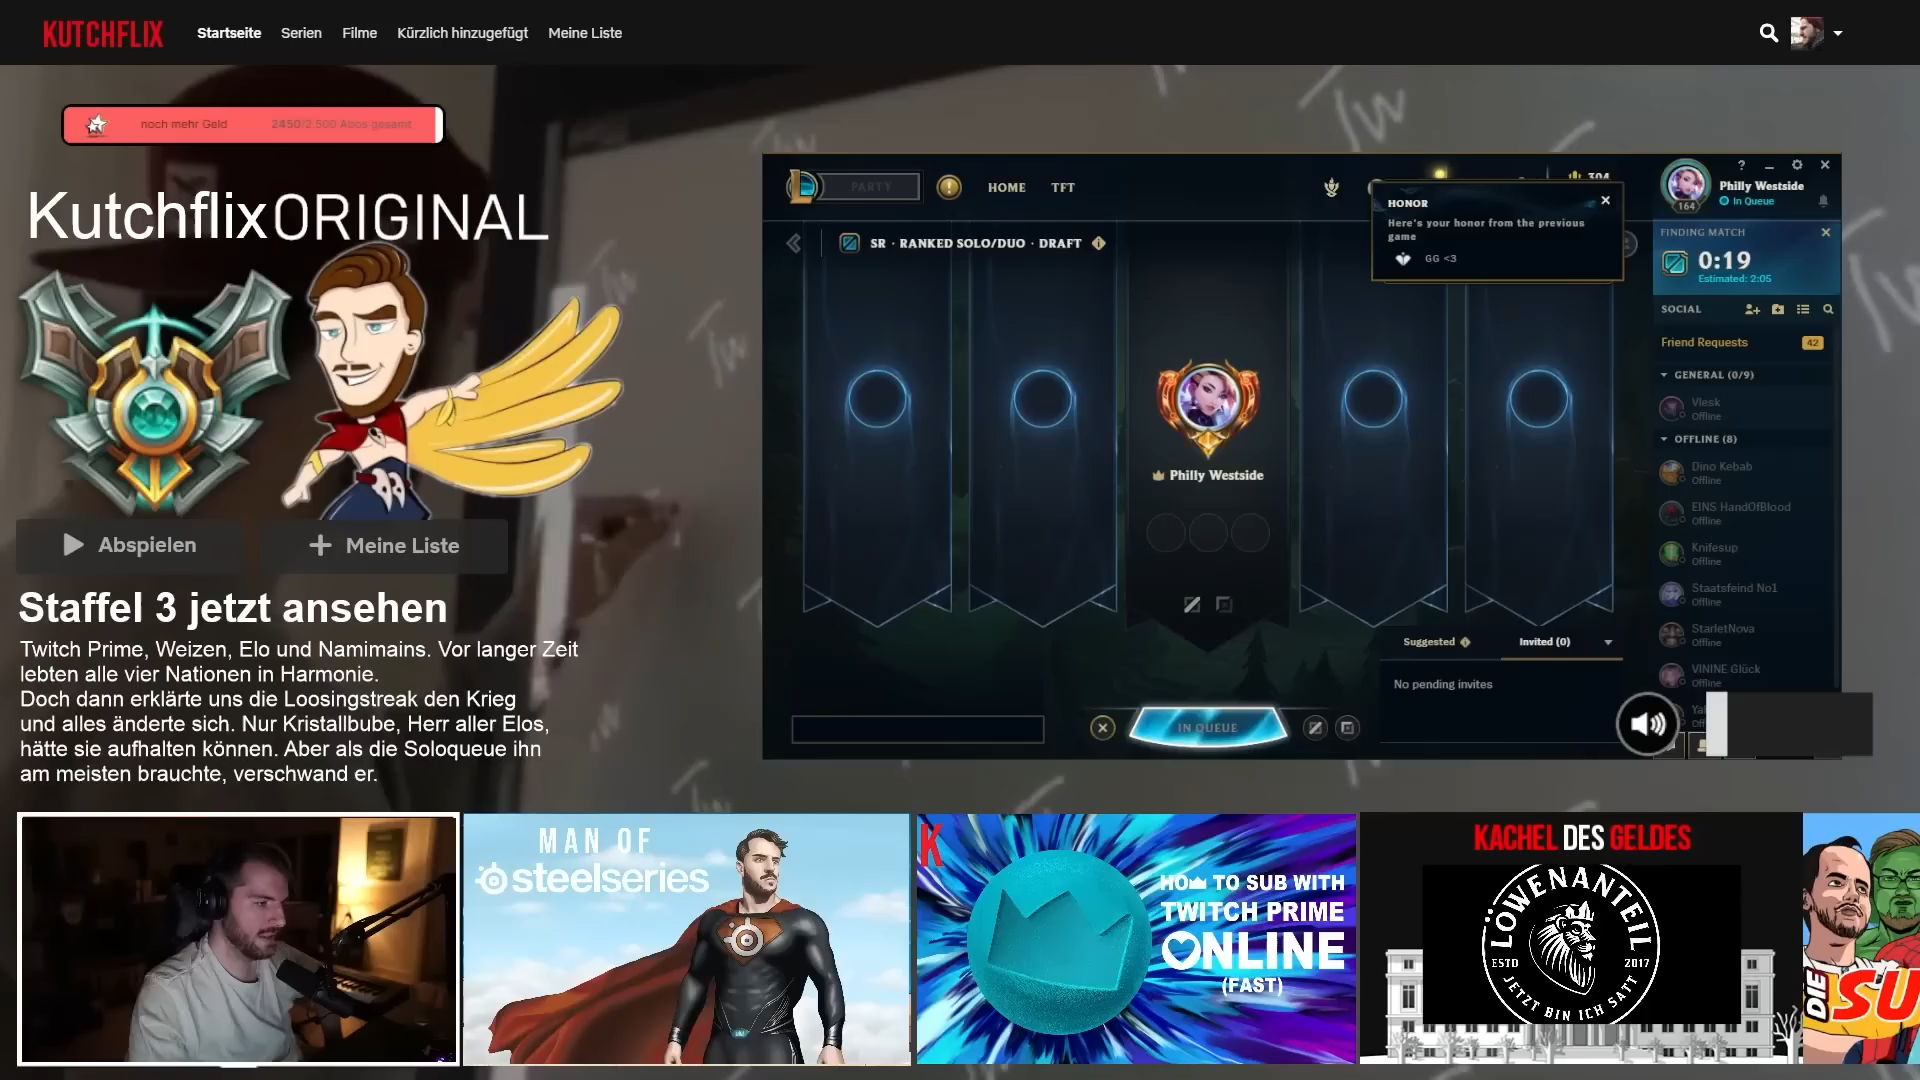 KUTCHFLIX
Startseite
Serien
Filme
Kürzlich hinzugefügt
Meine Liste
noch mehr Geld
2450/2.500 Abos gesamt
Kutchflix ORIGINAL
Abspielen
Meine Liste
Staffel 3 jetzt ansehen
Twitch Prime, Weizen, Elo und Namimains. Vor langer Zeit
lebten alle vier Nationen in Harmonie.
Doch dann erklärte uns die Loosingstreak den Krieg
und alles änderte sich. Nur Kristallbube, Herr aller Elos,
hätte sie aufhalten können. Aber als die Soloqueue ihn
am meisten brauchte, verschwand er.
PARTY
HOME
TFT
304
SR · RANKED SOLO/DUO · DRAFT
HONOR
Here's your honor from the previous
game
GG <3
Philly Westside
164
In Queue
FINDING MATCH
0:19
Estimated: 2:05
SOCIAL
Friend Requests
42
GENERAL (0/9)
Vlesk
Offline
OFFLINE (8)
Dino Kebab
Offline
EINS HandOfBlood
Offline
Knifesup
Offline
Staatsfeind No1
Offline
StarletNova
Offline
VININE Glück
Offline
Philly Westside
Suggested
Invited (0)
No pending invites
IN QUEUE
MAN OF
steelseries
K
HOW TO SUB WITH
TWITCH PRIME
ONLINE
(FAST)
KACHEL DES GELDES
LÖWENANTEIL
ESTD
2017
JETZT BIN ICH SATT
DIE
SU